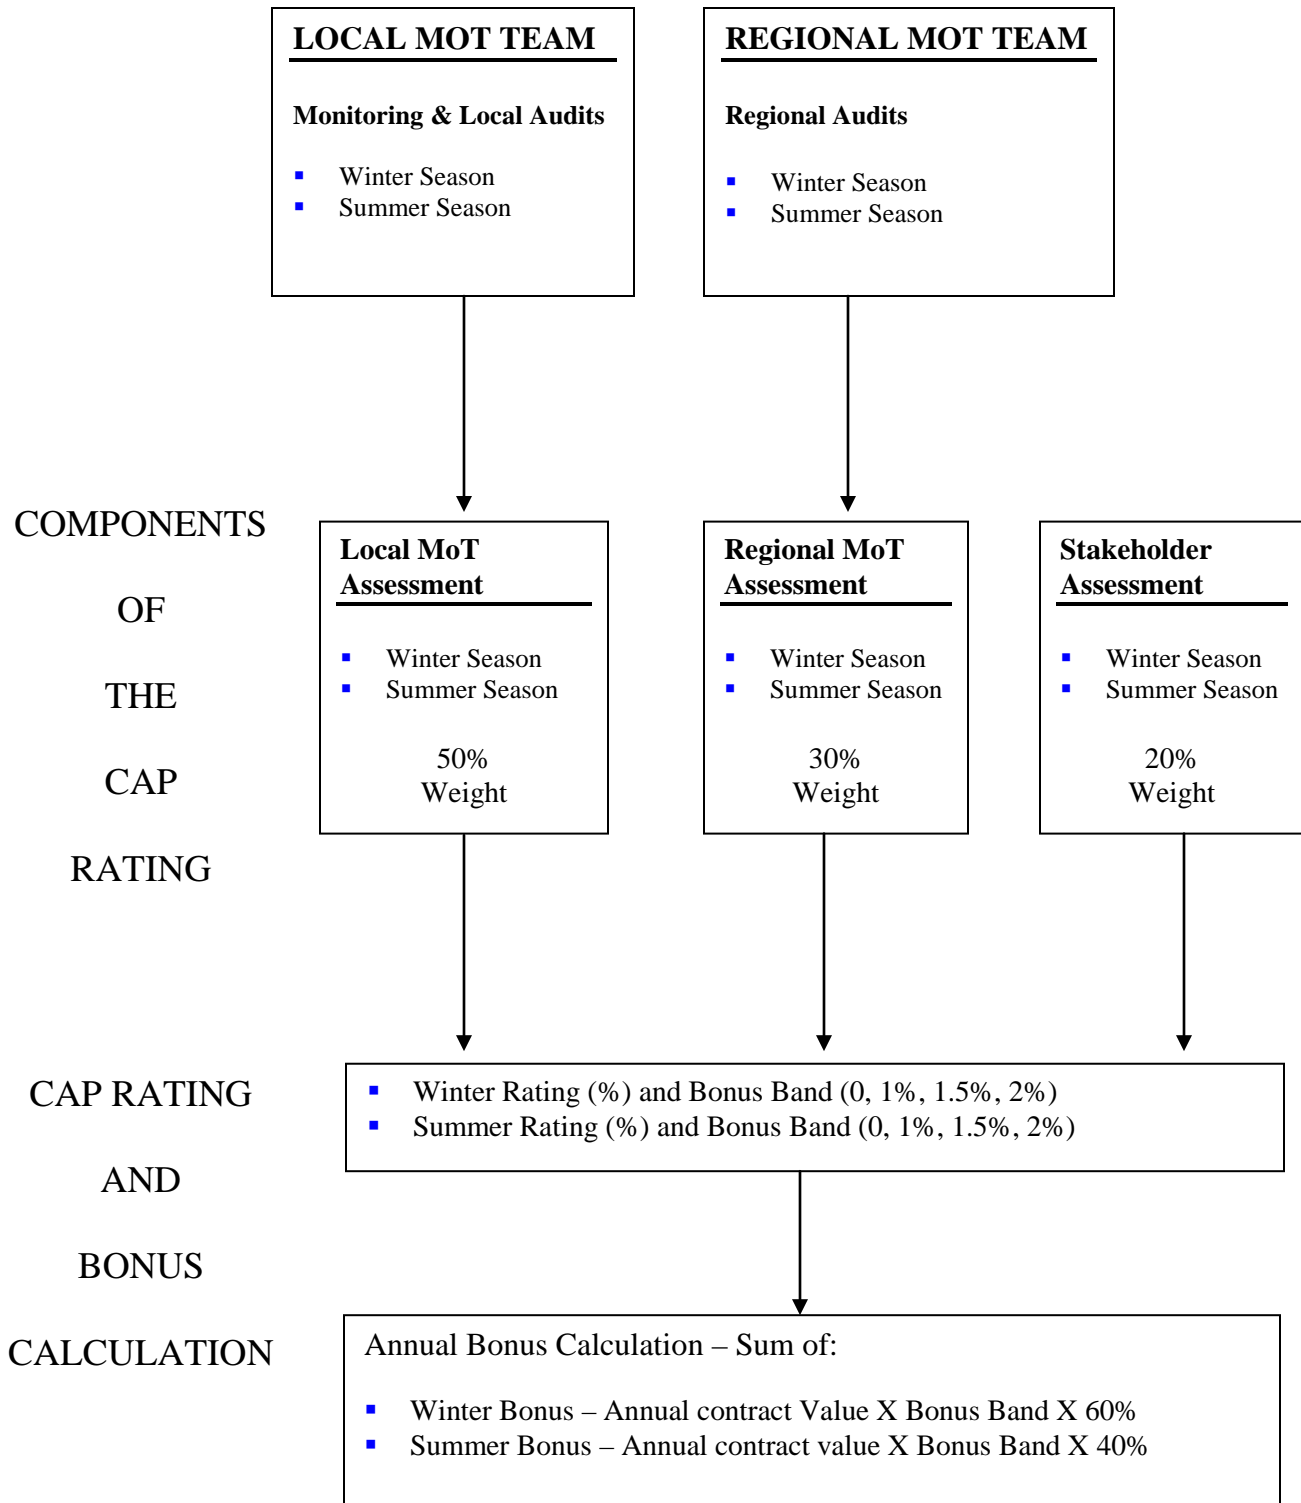 LOCAL MOT TEAM
Monitoring & Local Audits
▪ Winter Season
▪ Summer Season
REGIONAL MOT TEAM
Regional Audits
▪ Winter Season
▪ Summer Season
COMPONENTS
OF
THE
CAP
RATING
Local MoT
Assessment
▪ Winter Season
▪ Summer Season
50%
Weight
Regional MoT
Assessment
▪ Winter Season
▪ Summer Season
30%
Weight
Stakeholder
Assessment
▪ Winter Season
▪ Summer Season
20%
Weight
CAP RATING
AND
BONUS
CALCULATION
▪ Winter Rating (%) and Bonus Band (0, 1%, 1.5%, 2%)
▪ Summer Rating (%) and Bonus Band (0, 1%, 1.5%, 2%)
Annual Bonus Calculation – Sum of:
▪ Winter Bonus – Annual contract Value X Bonus Band X 60%
▪ Summer Bonus – Annual contract value X Bonus Band X 40%